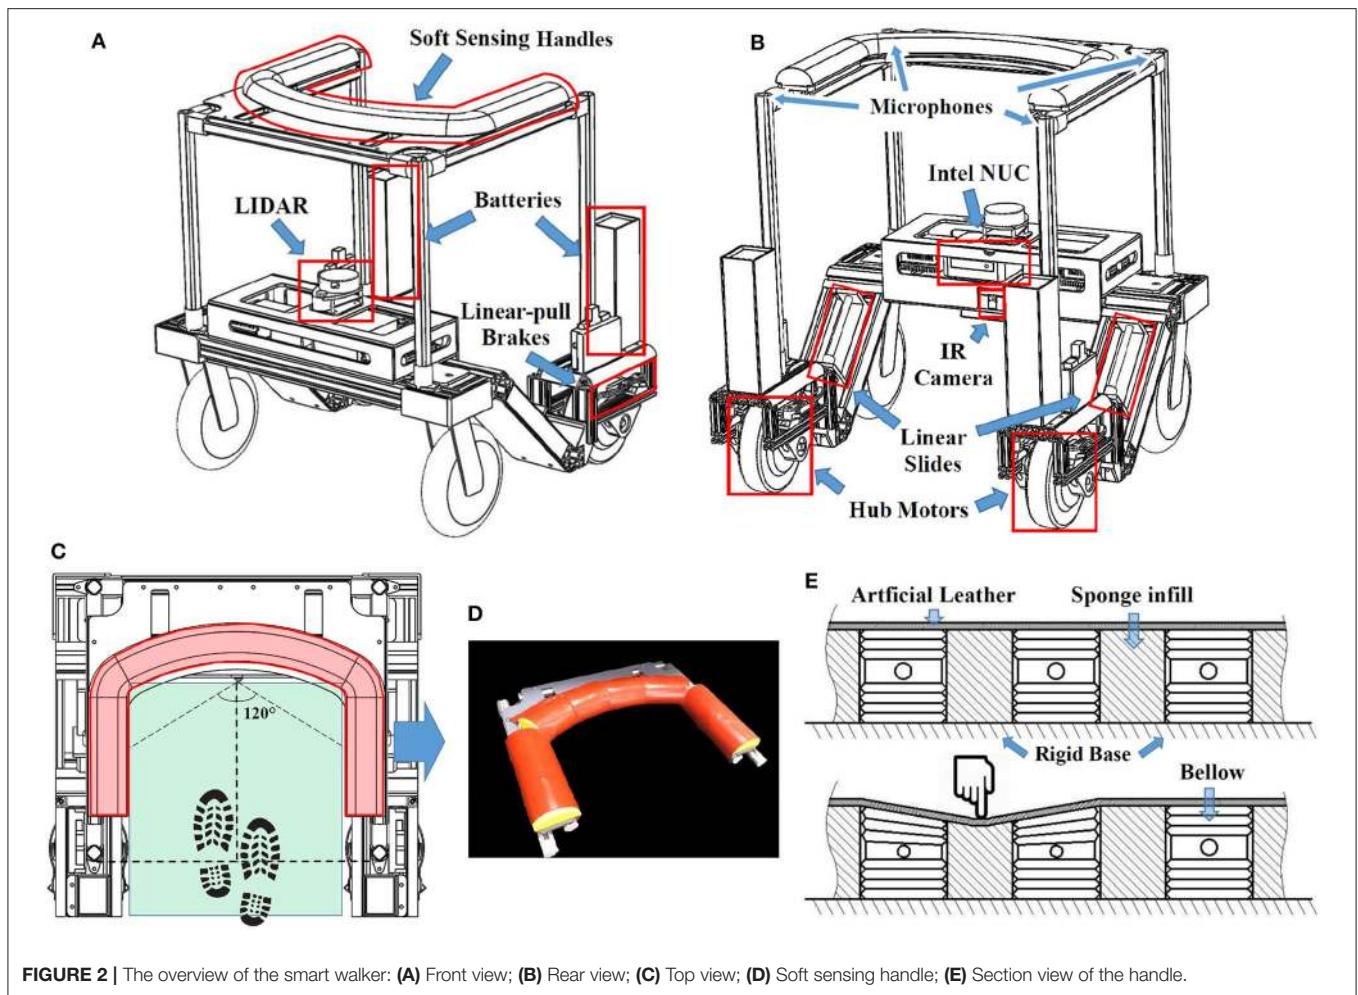 A
Soft Sensing Handles
LIDAR
Batteries
Linear-pull
Brakes
B
Microphones
Intel NUC
IR
Camera
Linear
Slides
Hub Motors
C
120°
D
E
Artficial Leather
Sponge infill
Rigid Base
Bellow
FIGURE 2 | The overview of the smart walker: (A) Front view; (B) Rear view; (C) Top view; (D) Soft sensing handle; (E) Section view of the handle.